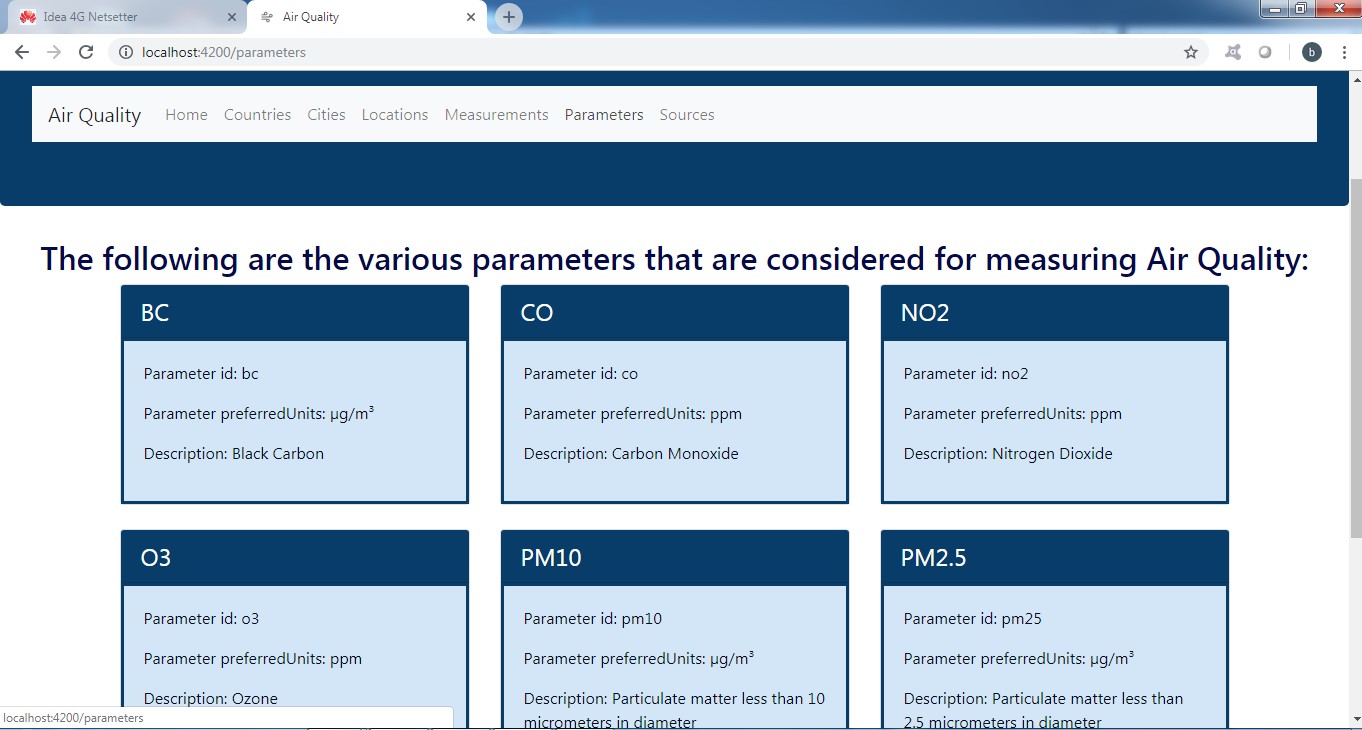 Idea 4G Netsetter
Air Quality
localhost:4200/parameters
b
Air Quality Home Countries Cities Locations Measurements Parameters Sources
The following are the various parameters that are considered for measuring Air Quality:
BC
Parameter id: bc
Parameter preferredUnits: µg/m³
Description: Black Carbon
CO
Parameter id: co
Parameter preferredUnits: ppm
Description: Carbon Monoxide
NO2
Parameter id: no2
Parameter preferredUnits: ppm
Description: Nitrogen Dioxide
O3
Parameter id: o3
Parameter preferredUnits: ppm
Description: Ozone
PM10
Parameter id: pm10
Parameter preferredUnits: µg/m³
Description: Particulate matter less than 10
micrometers in diameter
PM2.5
Parameter id: pm25
Parameter preferredUnits: µg/m³
Description: Particulate matter less than
2.5 micrometers in diameter
localhost:4200/parameters